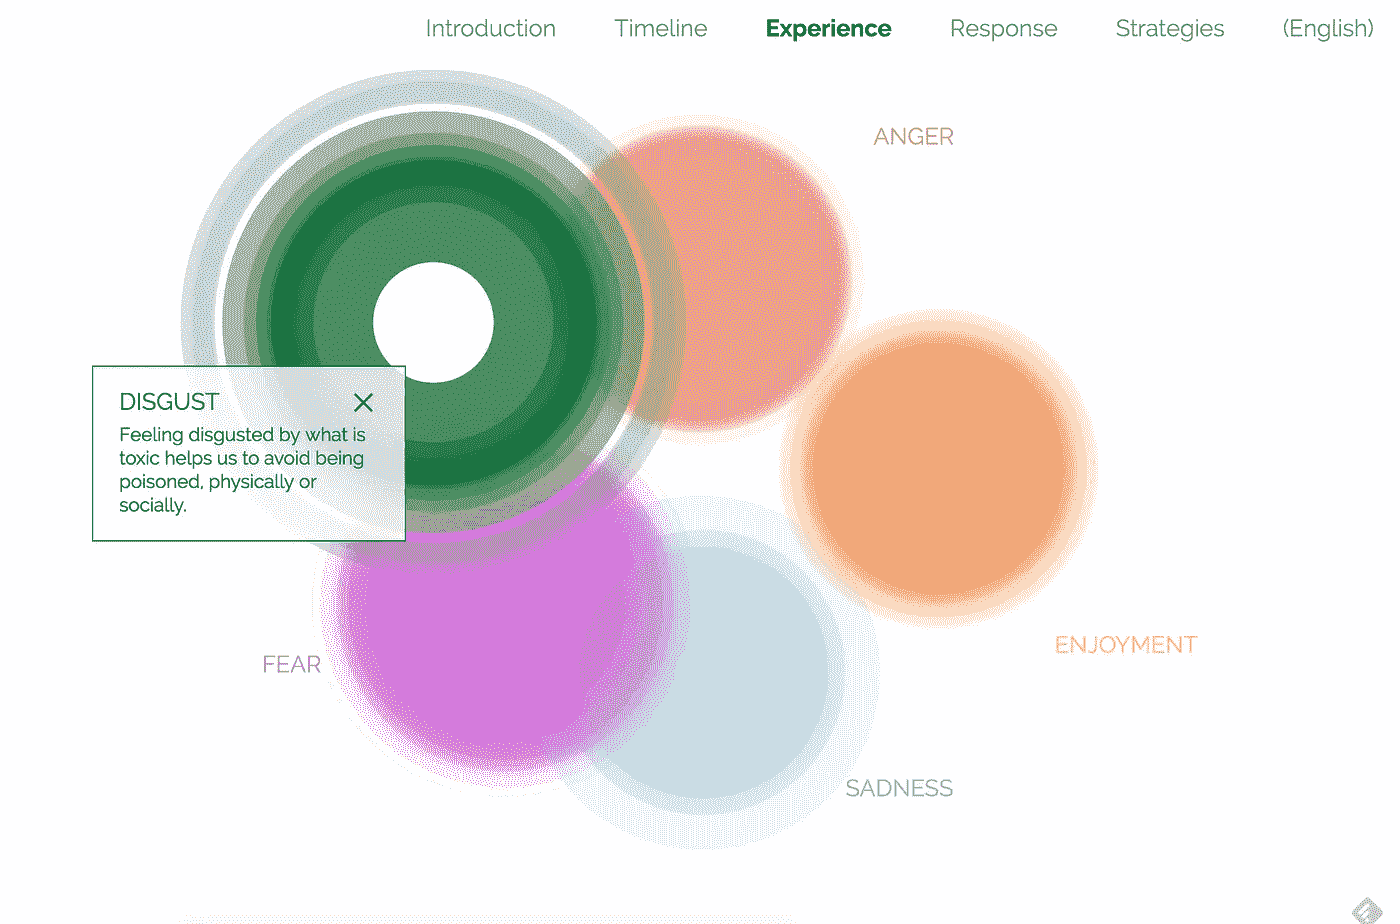 Introduction Timeline Experience Response Strategies (English)
ANGER
DISGUST
Feeling disgusted by what is
toxic helps us to avoid being
poisoned, physically or
socially.
ENJOYMENT
FEAR
SADNESS